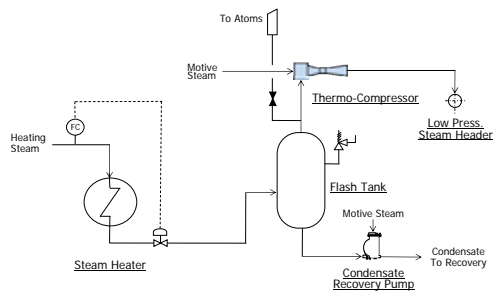 To Atoms
Motive
Steam
Thermo-Compressor
Low Press.
Steam Header
FC
Heating
Steam
Flash Tank
Motive Steam
Condensate
To Recovery
Steam Heater
Condensate
Recovery Pump